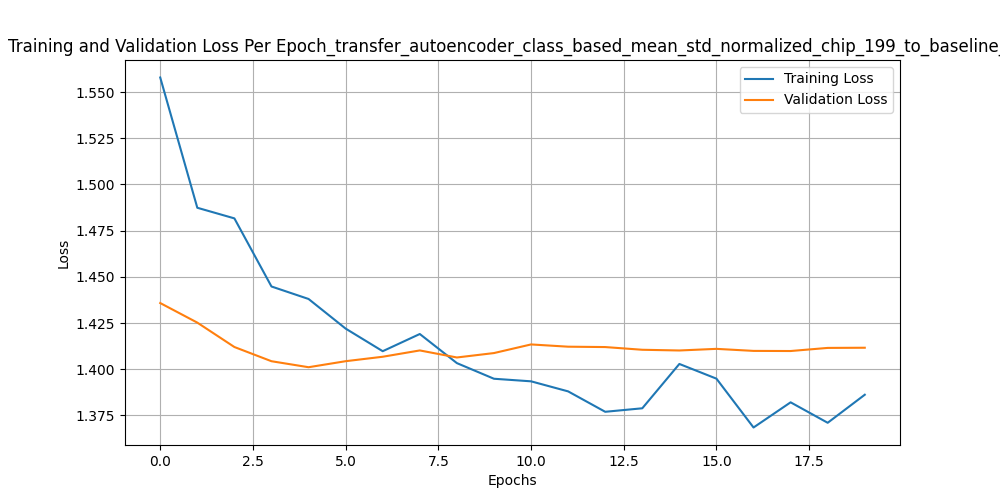 Training and Validation Loss Per Epoch_transfer_autoencoder_class_based_mean_std_normalized_chip_199_to_baseline_
Training Loss
Validation Loss
1.550
1.525
1.500
1.475
1.450
1.425
1.400
1.375
Loss
0.0 2.5 5.0 7.5 10.0 12.5 15.0 17.5
Epochs